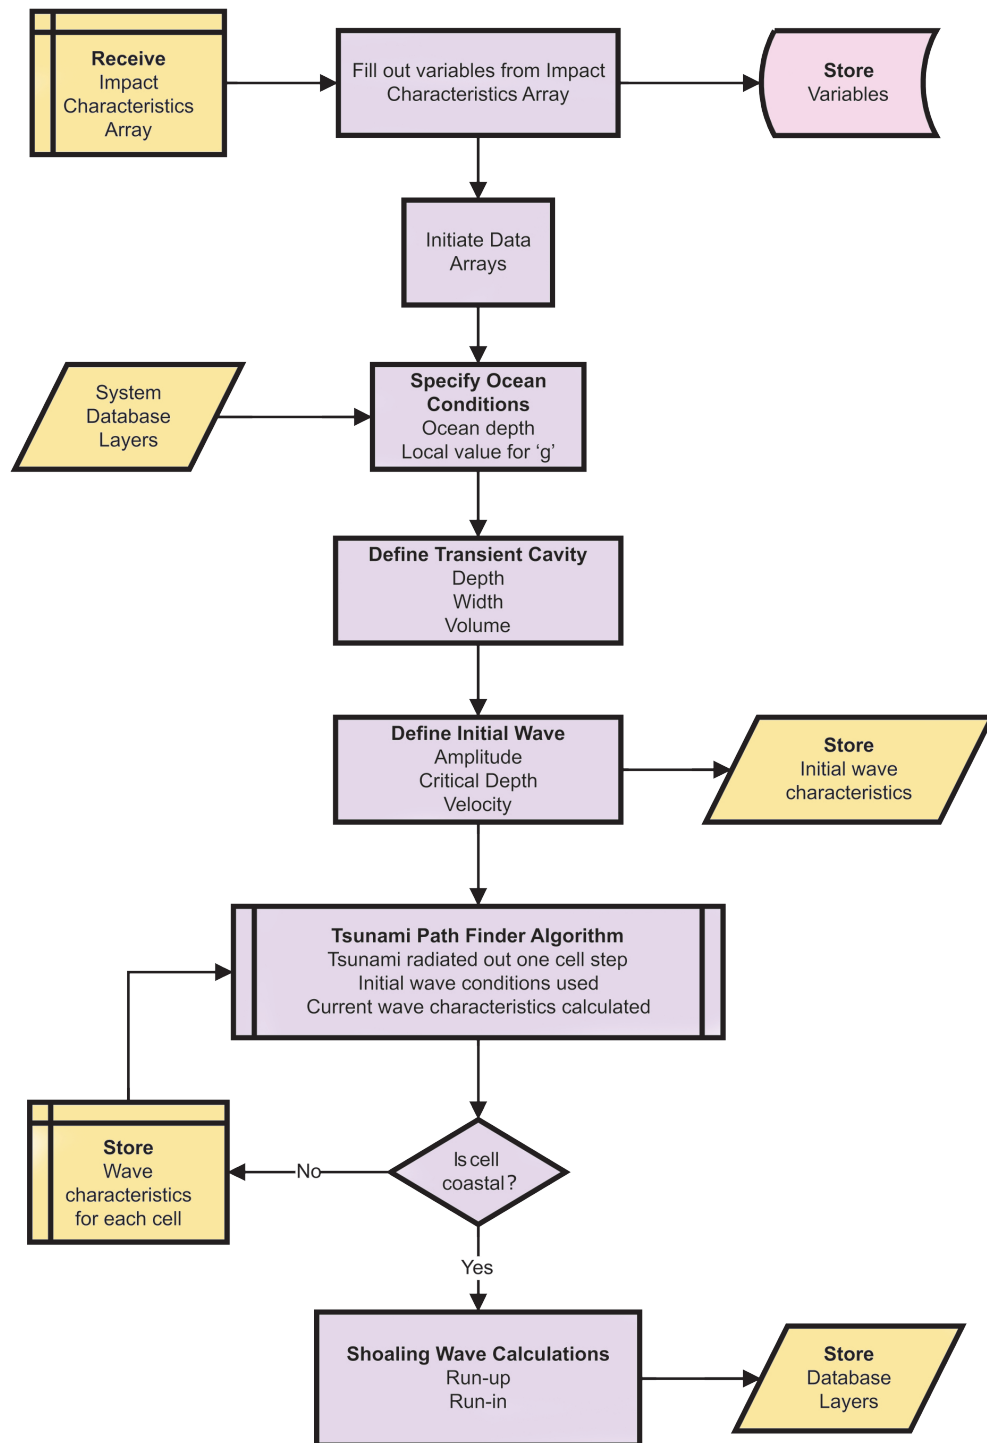 Receive
Impact
Characteristics
Array
Fill out variables from Impact
Characteristics Array
Store
Variables
Initiate Data
Arrays
System
Database
Layers
Specify Ocean
Conditions
Ocean depth
Local value for ‘g’
Define Transient Cavity
Depth
Width
Volume
Define Initial Wave
Amplitude
Critical Depth
Velocity
Store
Initial wave
characteristics
Tsunami Path Finder Algorithm
Tsunami radiated out one cell step
Initial wave conditions used
Current wave characteristics calculated
Store
Wave
characteristics
for each cell
No
Is cell
coastal?
Yes
Shoaling Wave Calculations
Run-up
Run-in
Store
Database
Layers